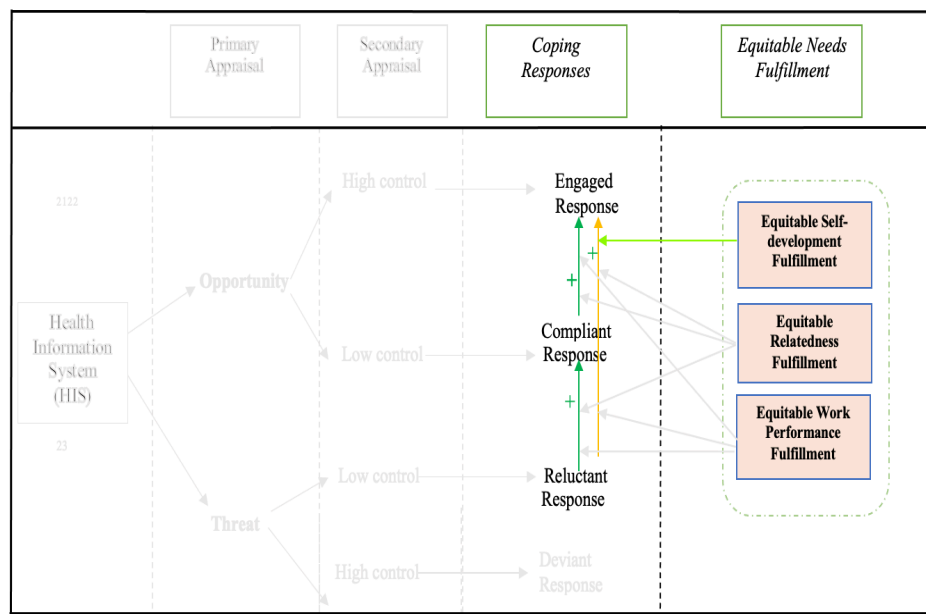 Primary
Appraisal
Secondary
Appraisal
Coping
Responses
Equitable Needs
Fulfillment
2122
High control
Engaged
Response
Equitable Self-
development
Fulfillment
+
Opportunity
+
Health
Information
System
(HIS)
Low control
Compliant
Response
Equitable
Relatedness
Fulfillment
+
Equitable Work
Performance
Fulfillment
23
Low control
Reluctant
Response
Threat
High control
Deviant
Response